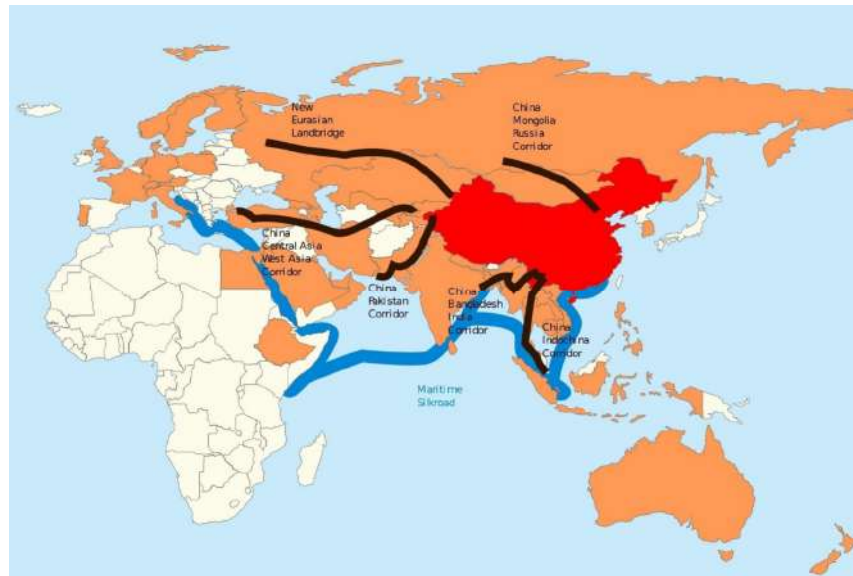 New
Eurasian
Landbridge
China
Mongolia
Russia
Corridor
China
Central Asia
West Asia
Corridor
China
Pakistan
Corridor
China
Bangladesh
India
Corridor
China
Indochina
Corridor
Maritime
Silkroad